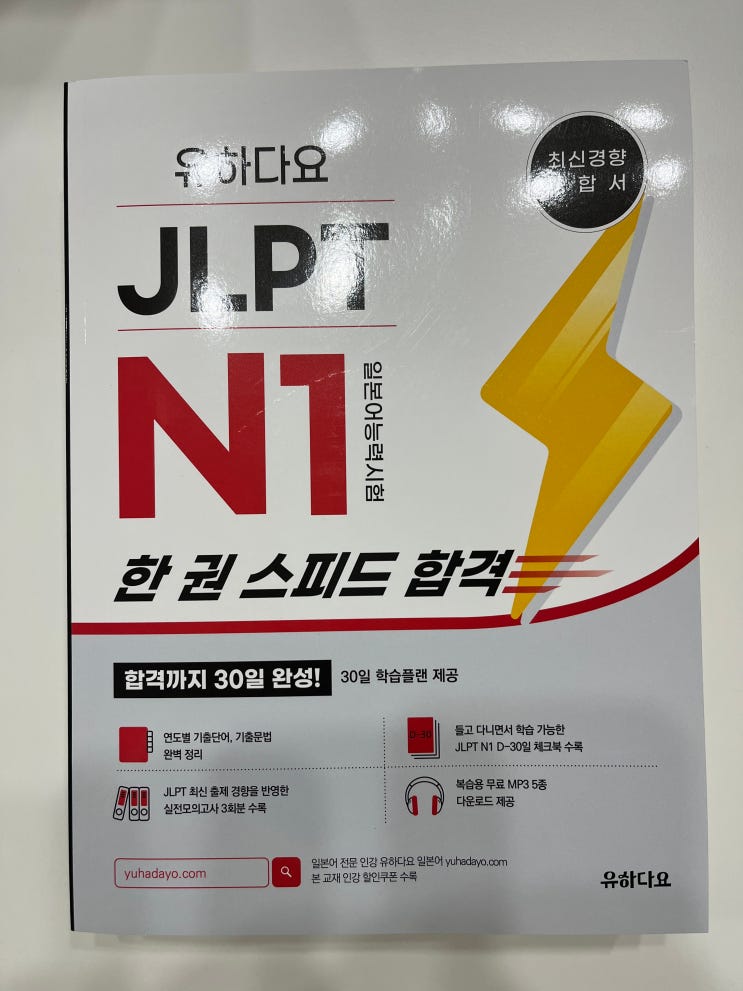 유하다요
최신경향
합 서
JLPT
N1
일본어능력시험
한 권 스피드 합격
합격까지 30일 완성!
30일 학습플랜 제공
연도별 기출단어, 기출문법
완벽 정리
D-30
들고 다니면서 학습 가능한
JLPT N1 D-30일 체크북 수록
JLPT 최신 출제 경향을 반영한
실전모의고사 3회분 수록
복습용 무료 MP3 5종
다운로드 제공
yuhadayo.com
일본어 전문 인강 유하다요 일본어 yuhadayo.com
본 교재 인강 할인쿠폰 수록
유하다요